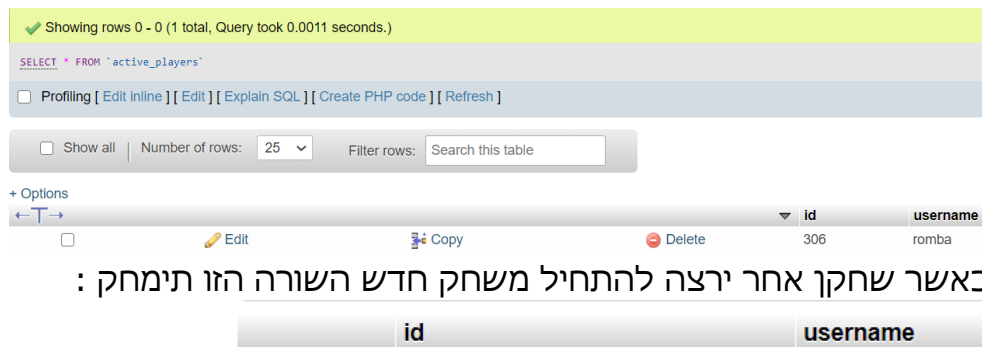 Showing rows 0 - 0 (1 total, Query took 0.0011 seconds.)
SELECT * FROM `active_players`
Profiling [ Edit inline ] [ Edit ] [ Explain SQL ] [ Create PHP code ] [ Refresh ]
Show all | Number of rows: 25 Filter rows: Search this table
+ Options
←T→ id username
Edit Copy Delete 306 romba
כאשר שחקן אחר ירצה להתחיל משחק חדש השורה הזו תימחק :
id username